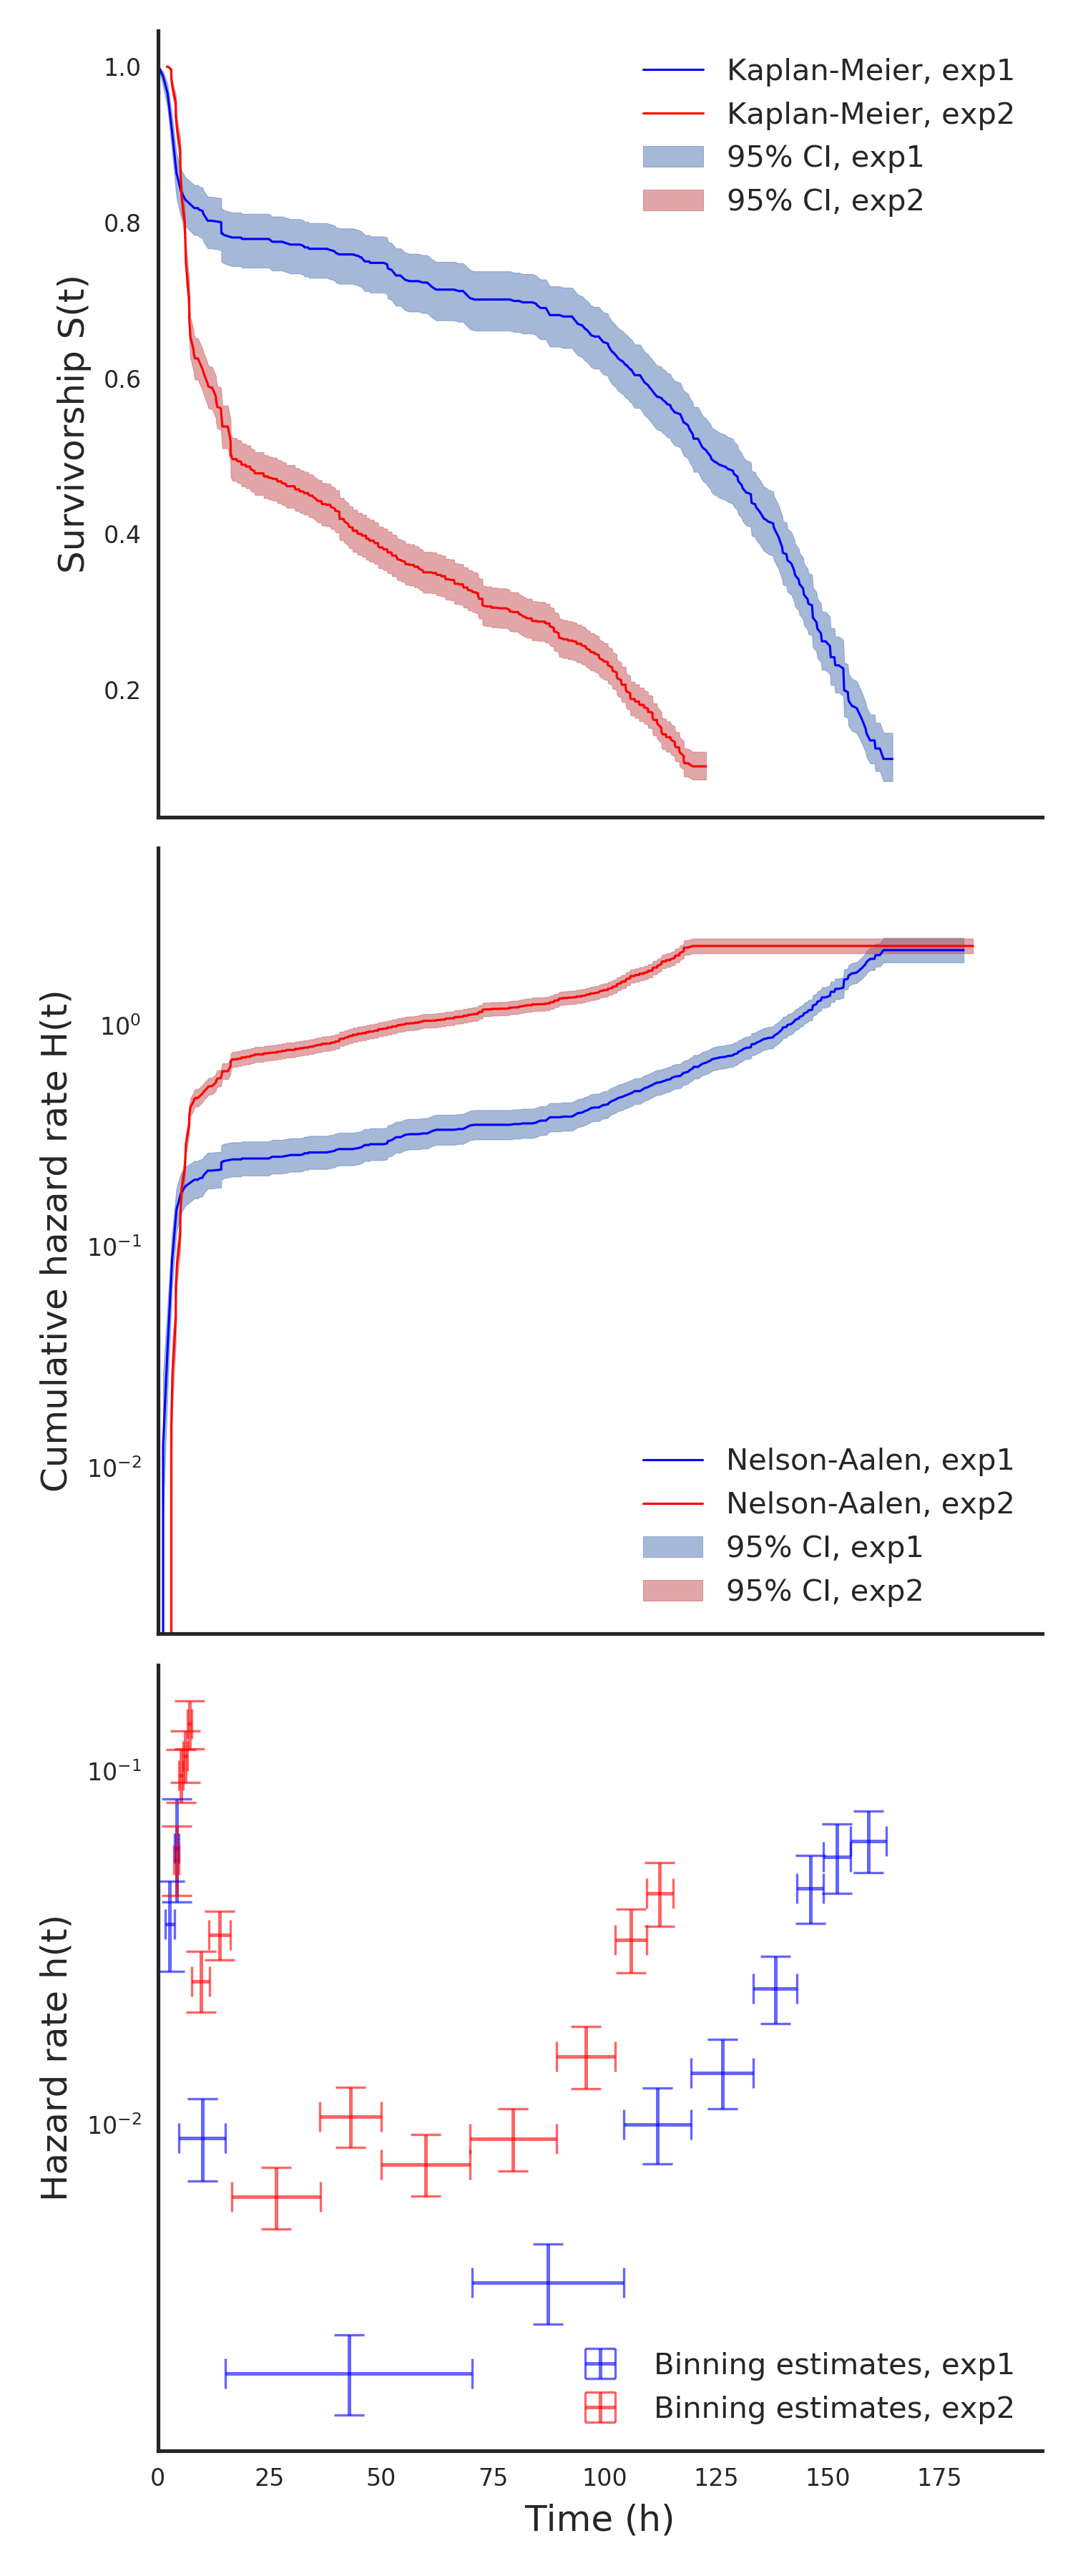 1.0
0.8
0.6
0.4
0.2
Survivorship S(t)
Kaplan-Meier, exp1
Kaplan-Meier, exp2
95% CI, exp1
95% CI, exp2
10⁰
10⁻¹
10⁻²
Cumulative hazard rate H(t)
Nelson-Aalen, exp1
Nelson-Aalen, exp2
95% CI, exp1
95% CI, exp2
10⁻¹
10⁻²
Hazard rate h(t)
Binning estimates, exp1
Binning estimates, exp2
0 25 50 75 100 125 150 175
Time (h)